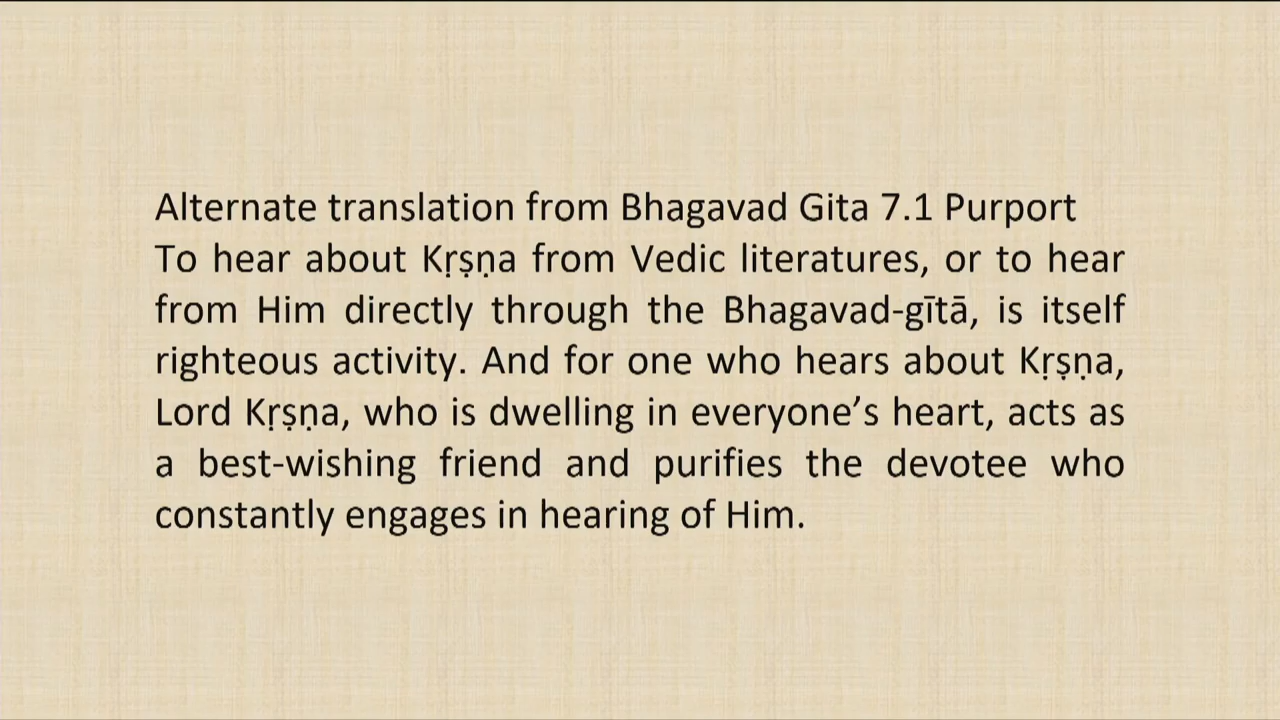 Alternate translation from Bhagavad Gita 7.1 Purport
To hear about Kṛṣṇa from Vedic literatures, or to hear
from Him directly through the Bhagavad-gītā, is itself
righteous activity. And for one who hears about Kṛṣṇa,
Lord Kṛṣṇa, who is dwelling in everyone’s heart, acts as
a best-wishing friend and purifies the devotee who
constantly engages in hearing of Him.